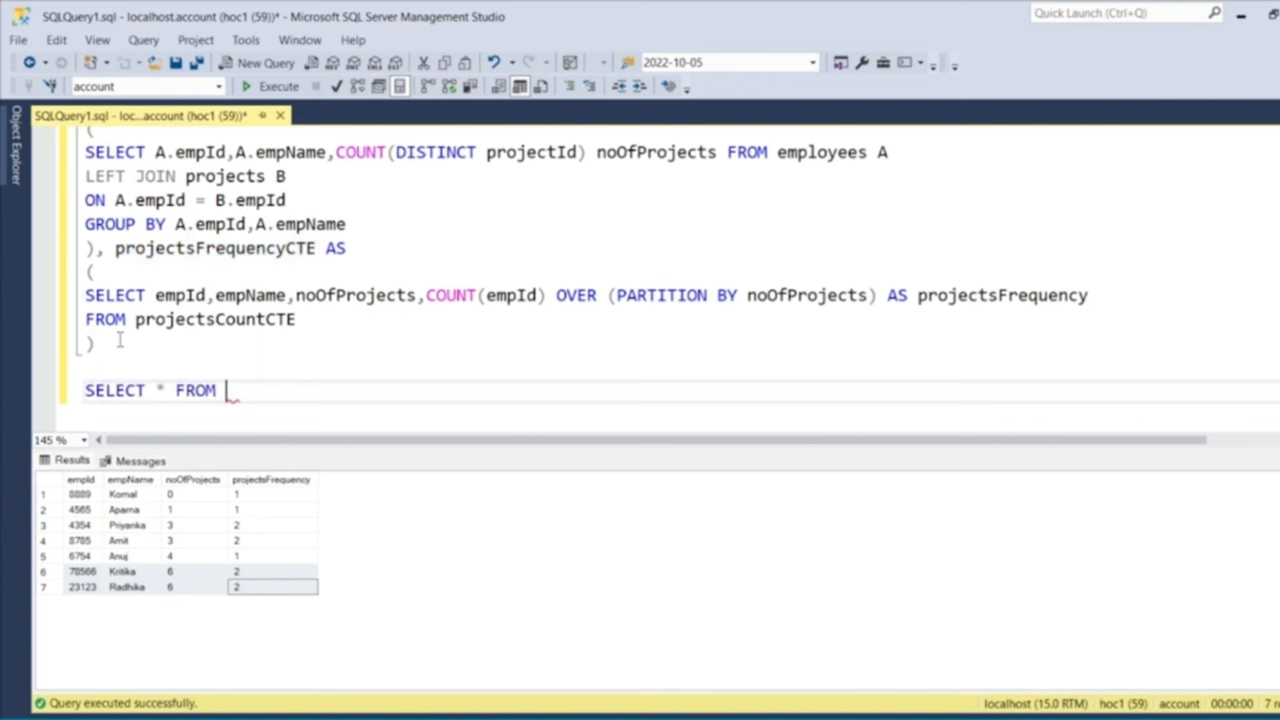 SQLQuery1.sql - localhost.account (hoc1 (59))* - Microsoft SQL Server Management Studio
Quick Launch (Ctrl+Q)
File Edit View Query Project Tools Window Help
New Query
2022-10-05
account
Execute
SQLQuery1.sql - loc...account (hoc1 (59))*
Object Explorer
(
SELECT A.empId,A.empName,COUNT(DISTINCT projectId) noOfProjects FROM employees A
LEFT JOIN projects B
ON A.empId = B.empId
GROUP BY A.empId,A.empName
), projectsFrequencyCTE AS
(
SELECT empId,empName,noOfProjects,COUNT(empId) OVER (PARTITION BY noOfProjects) AS projectsFrequency
FROM projectsCountCTE
)
SELECT * FROM
145 %
Results Messages
empId empName noOfProjects projectsFrequency
1 8889 Komal 0 1
2 4565 Aparna 1 1
3 4354 Priyanka 3 2
4 8785 Amit 3 2
5 6754 Anuj 4 1
6 78566 Kritika 6 2
7 23123 Radhika 6 2
Query executed successfully.
localhost (15.0 RTM) hoc1 (59) account 00:00:00 7 r